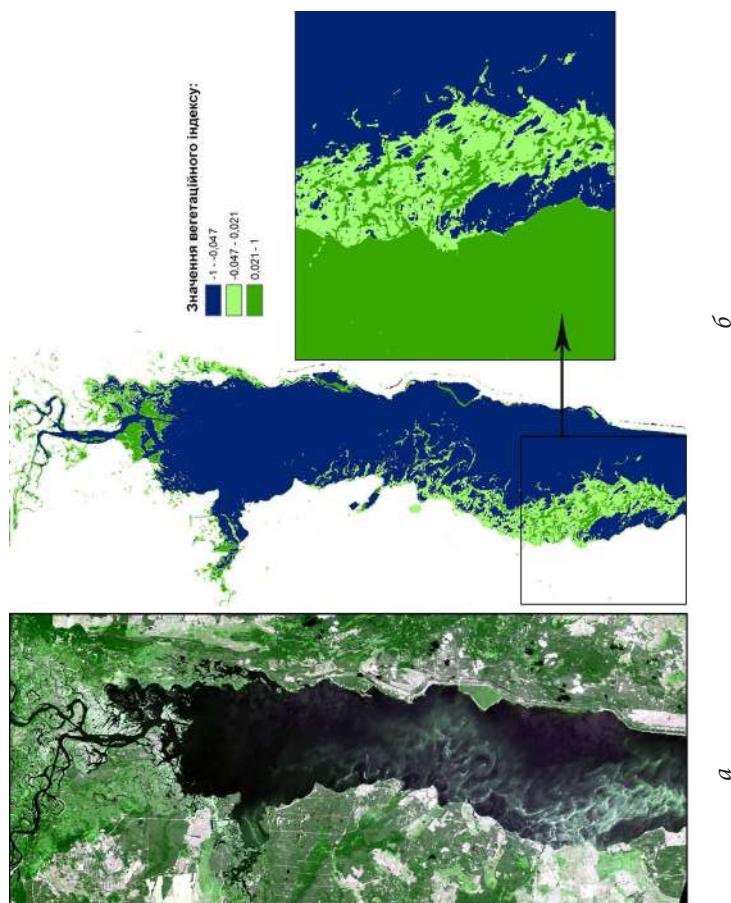 Значення вегетаційного індексу:
-1 - -0,047
-0,047 - 0,021
0,021 - 1
а
б